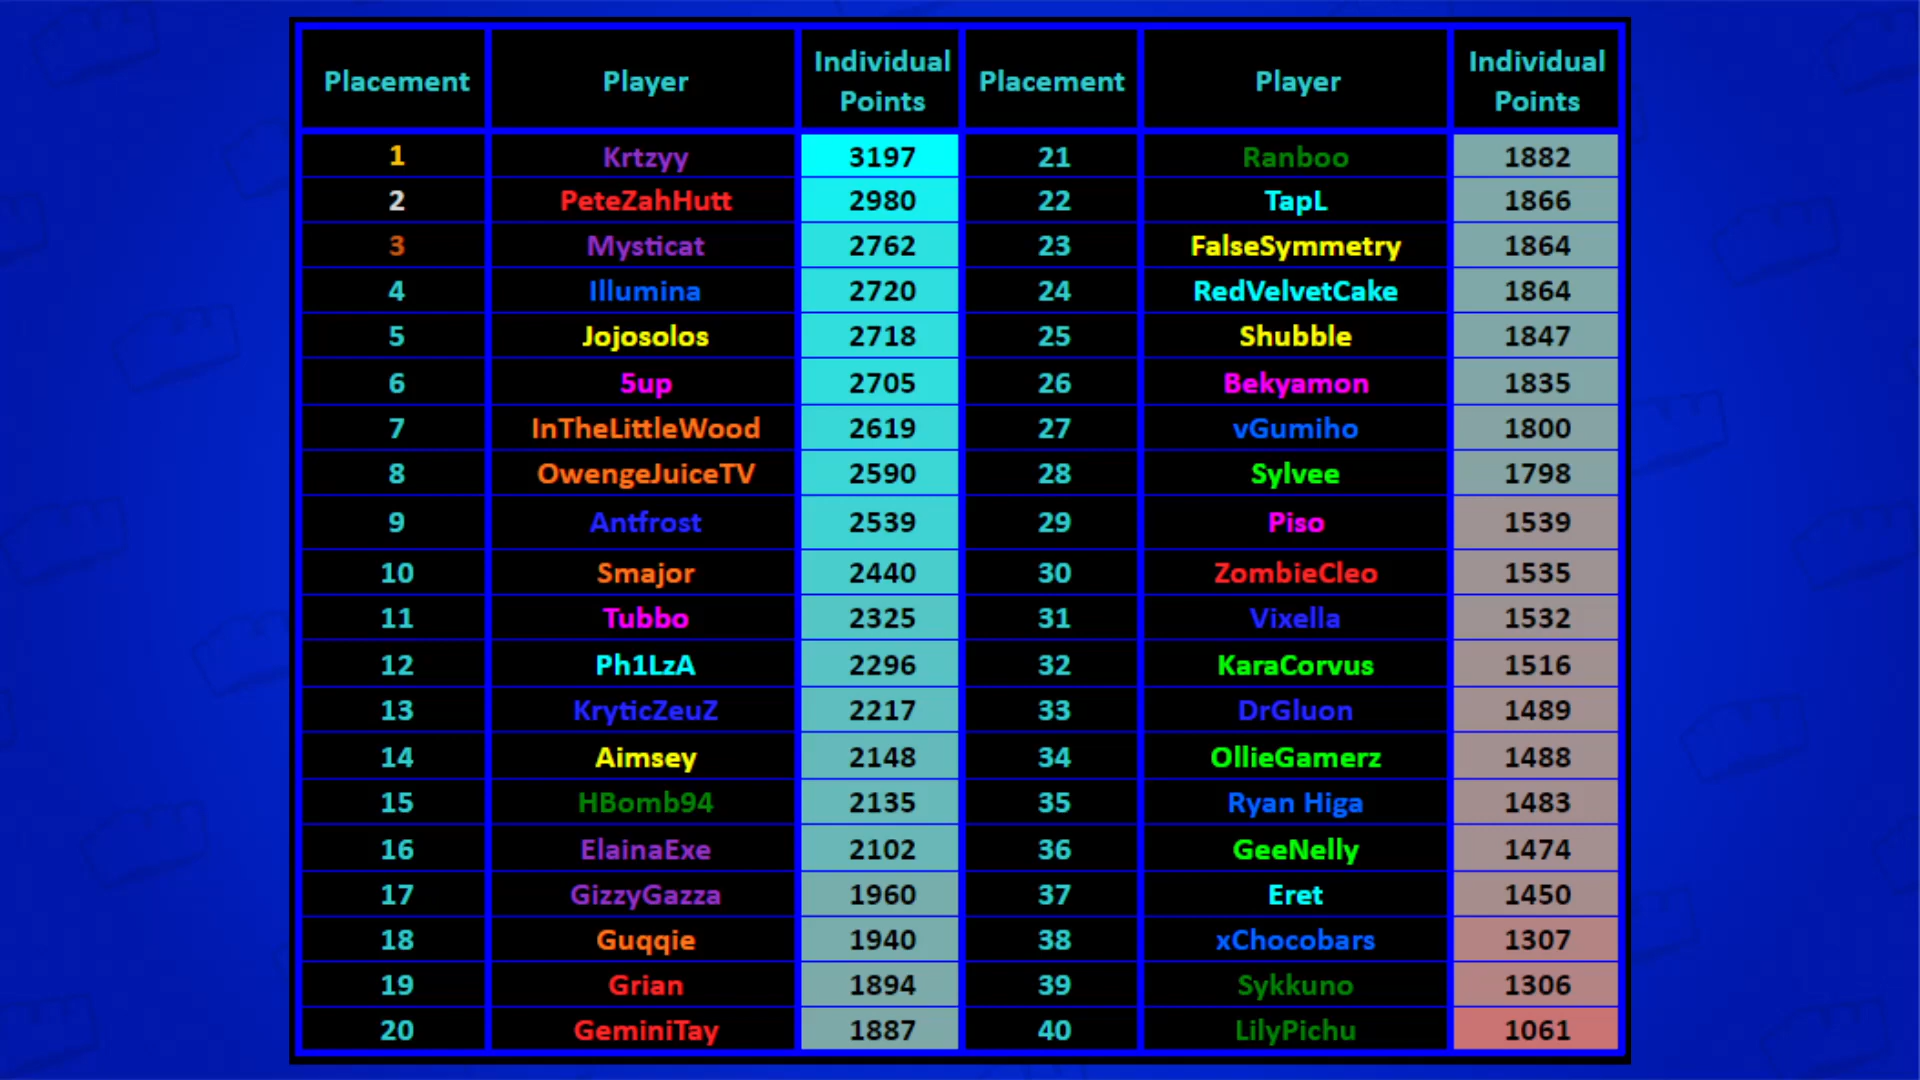 Placement Player Individual Points Placement Player Individual Points
1 Krtzyy 3197 21 Ranboo 1882
2 PeteZahHutt 2980 22 TapL 1866
3 Mysticat 2762 23 FalseSymmetry 1864
4 Illumina 2720 24 RedVelvetCake 1864
5 Jojosolos 2718 25 Shubble 1847
6 5up 2705 26 Bekyamon 1835
7 InTheLittleWood 2619 27 vGumiho 1800
8 OwengeJuiceTV 2590 28 Sylvee 1798
9 Antfrost 2539 29 Piso 1539
10 Smajor 2440 30 ZombieCleo 1535
11 Tubbo 2325 31 Vixella 1532
12 Ph1LzA 2296 32 KaraCorvus 1516
13 KryticZeuZ 2217 33 DrGluon 1489
14 Aimsey 2148 34 OllieGamerz 1488
15 HBomb94 2135 35 Ryan Higa 1483
16 ElainaExe 2102 36 GeeNelly 1474
17 GizzyGazza 1960 37 Eret 1450
18 Guqqie 1940 38 xChocobars 1307
19 Grian 1894 39 Sykkuno 1306
20 GeminiTay 1887 40 LilyPichu 1061